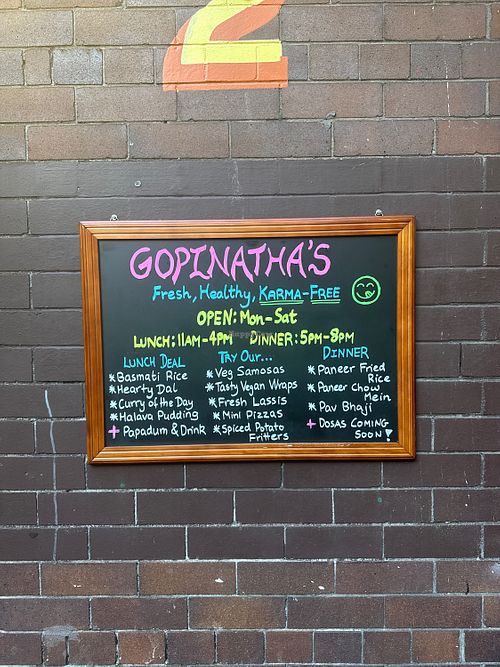 2
GOPINATHA'S
Fresh, Healthy, KARMA-FREE
OPEN: Mon-Sat
LUNCH: 11AM-4PM DINNER: 5PM-8PM
LUNCH DEAL
* Basmati Rice
* Hearty Dal
* Curry of the Day
* Halava Pudding
+ Papadum & Drink
TRY OUR...
* Veg Samosas
* Tasty Vegan Wraps
* Fresh Lassis
* Mini Pizzas
* Spiced Potato
Fritters
DINNER
* Paneer Fried
Rice
* Paneer Chow
Mein
* Pav Bhaji
+ Dosas Coming
Soon!